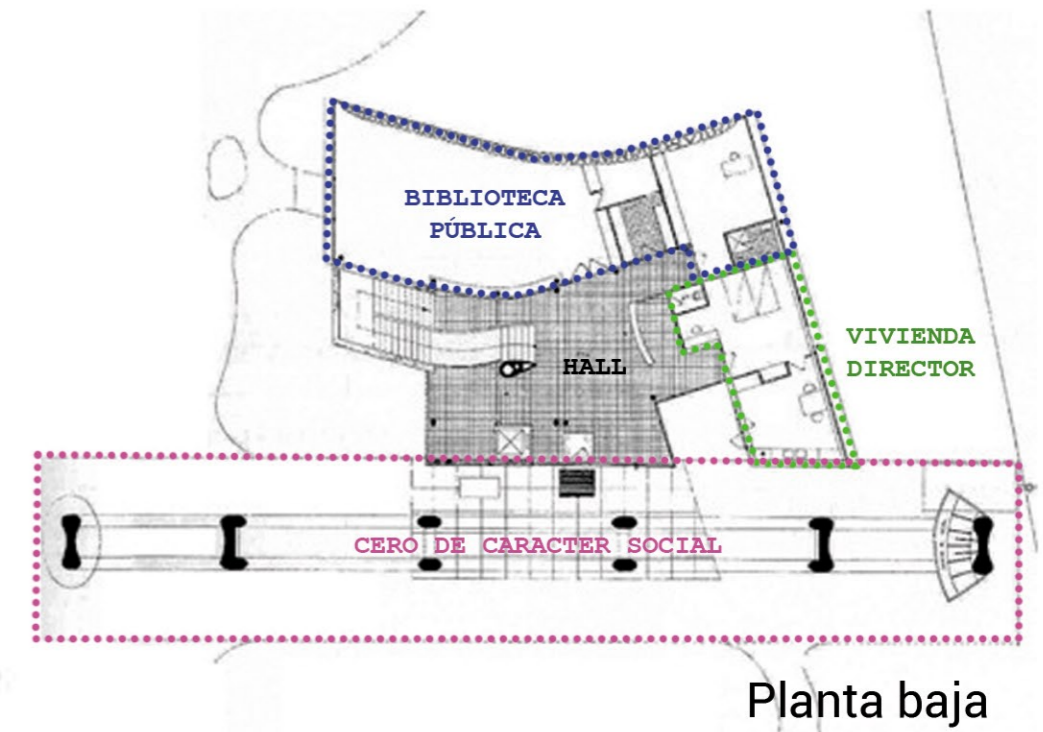 BIBLIOTECA
PÚBLICA
VIVIENDA
DIRECTOR
HALL
CERO DE CARACTER SOCIAL
Planta baja